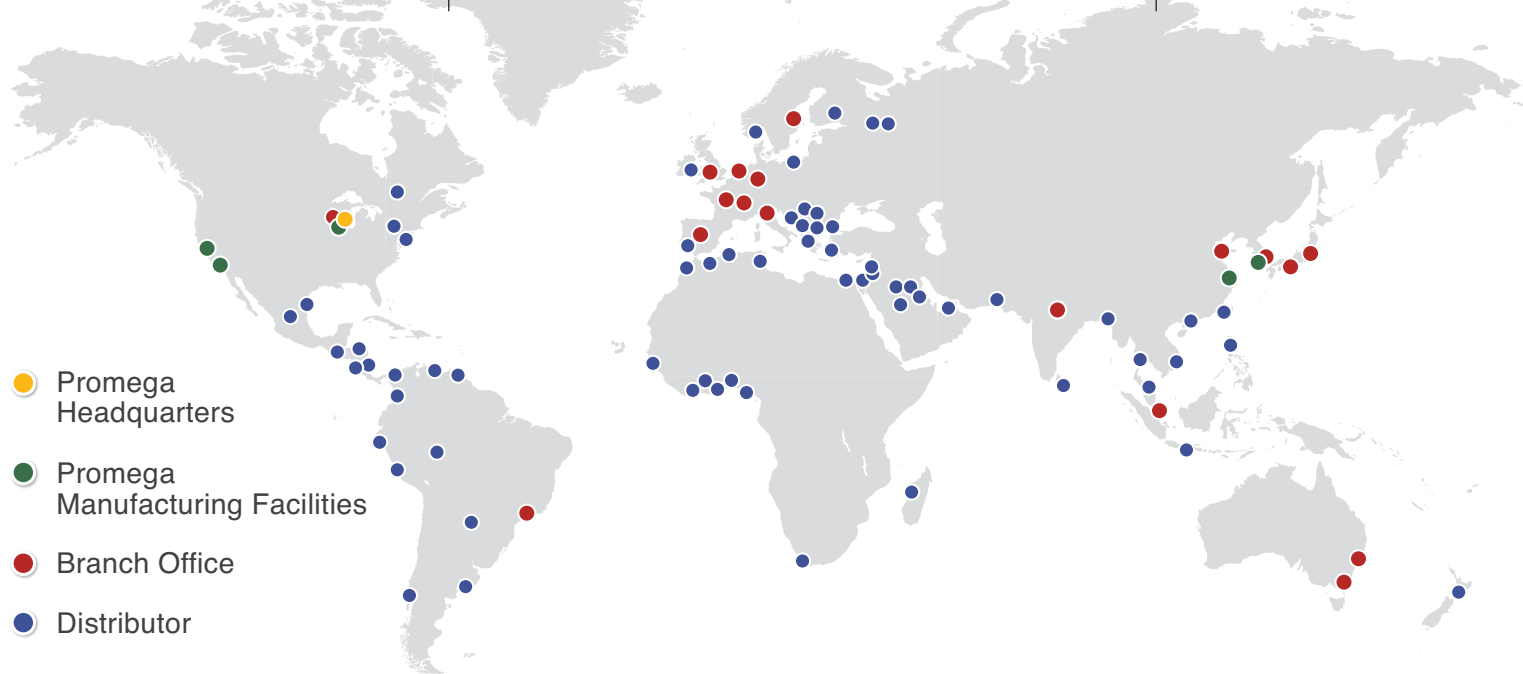 Promega
Headquarters
Promega
Manufacturing Facilities
Branch Office
Distributor